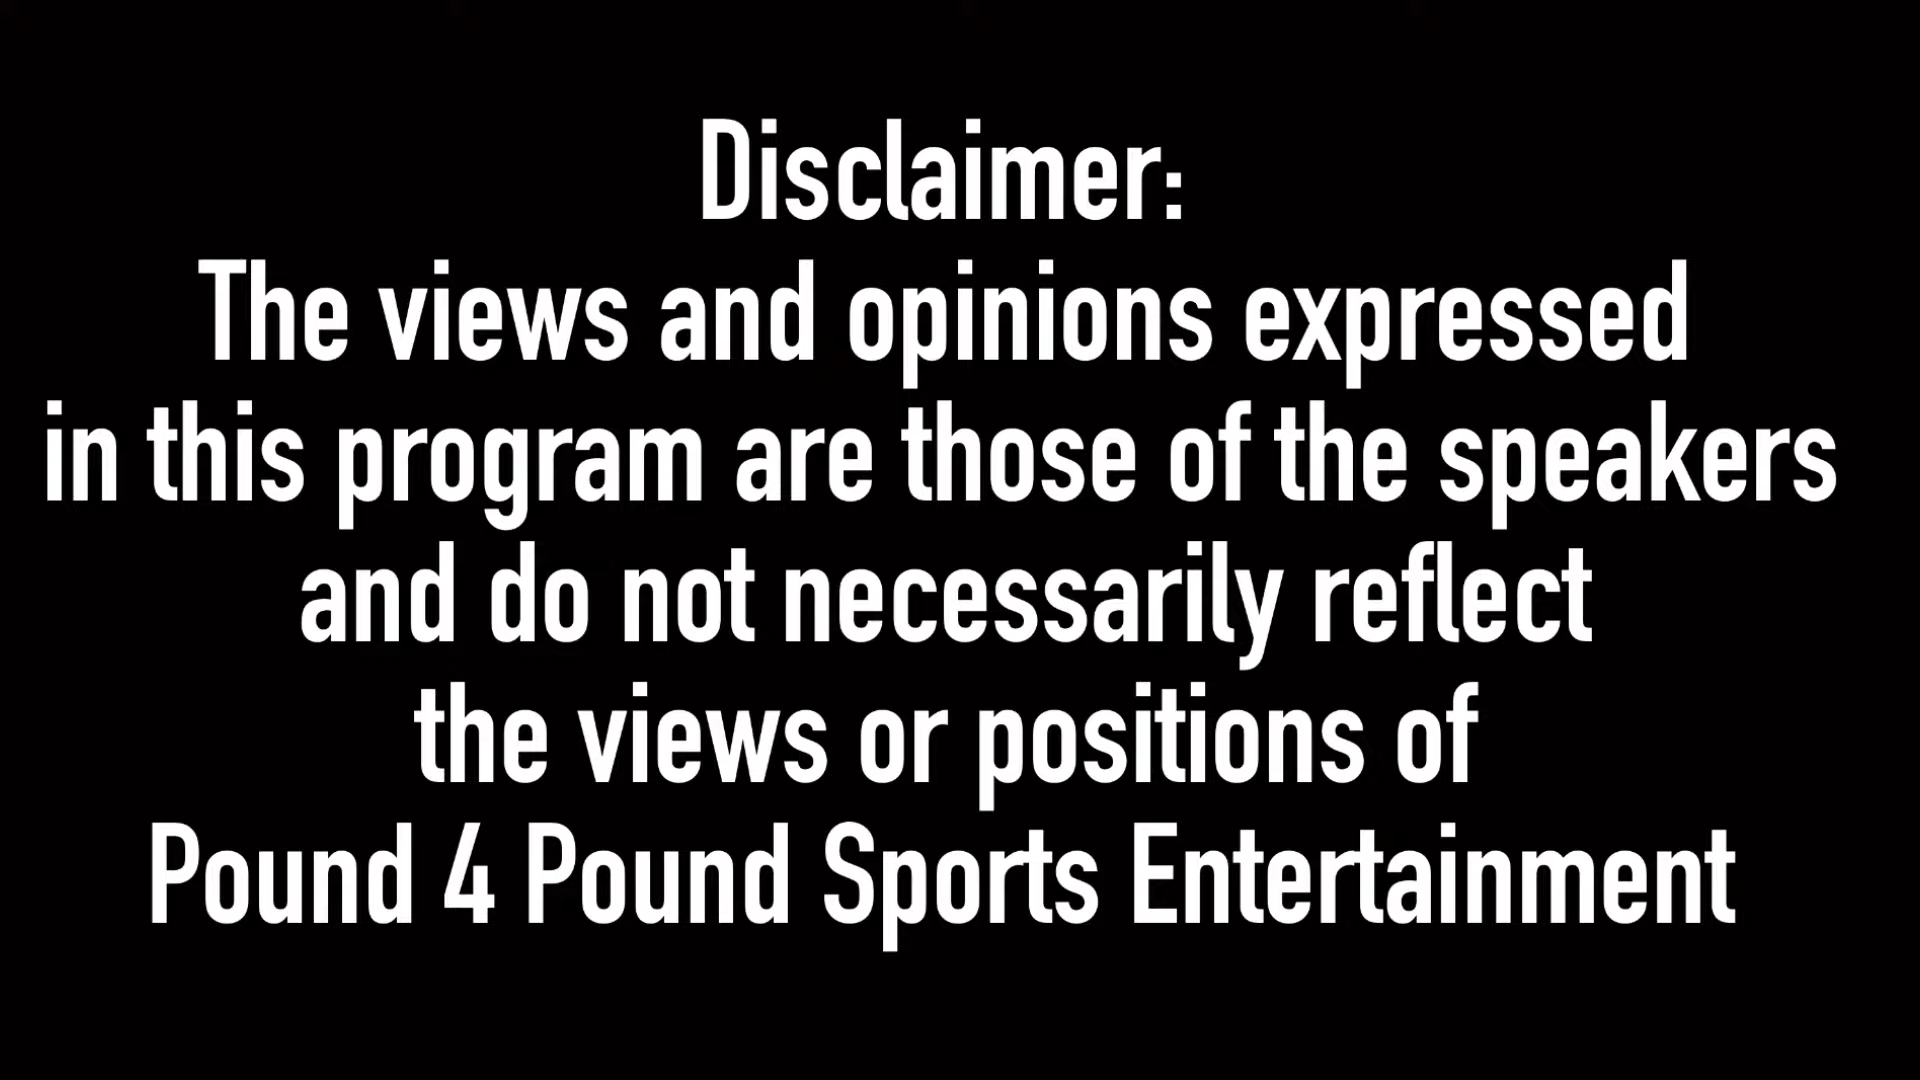 Disclaimer:
The views and opinions expressed
in this program are those of the speakers
and do not necessarily reflect
the views or positions of
Pound 4 Pound Sports Entertainment